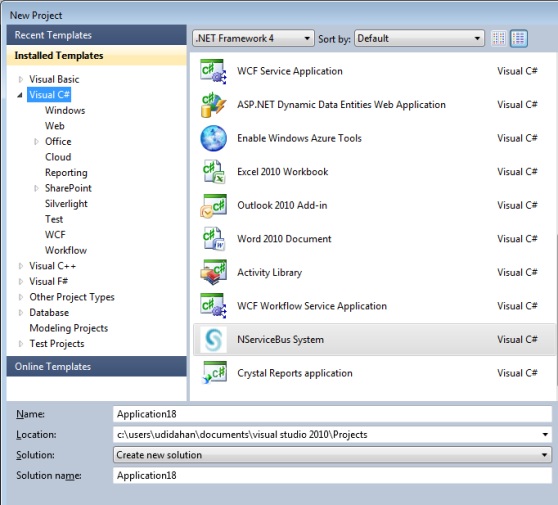 New Project
Recent Templates
Installed Templates
Visual Basic
Visual C#
Windows
Web
Office
Cloud
Reporting
SharePoint
Silverlight
Test
WCF
Workflow
Visual C++
Visual F#
Other Project Types
Database
Modeling Projects
Test Projects
Online Templates
.NET Framework 4 Sort by: Default
WCF Service Application Visual C#
ASP.NET Dynamic Data Entities Web Application Visual C#
Enable Windows Azure Tools Visual C#
Excel 2010 Workbook Visual C#
Outlook 2010 Add-in Visual C#
Word 2010 Document Visual C#
Activity Library Visual C#
WCF Workflow Service Application Visual C#
NServiceBus System Visual C#
Crystal Reports application Visual C#
Name: Application18
Location: c:\users\udidahan\documents\visual studio 2010\Projects
Solution: Create new solution
Solution name: Application18